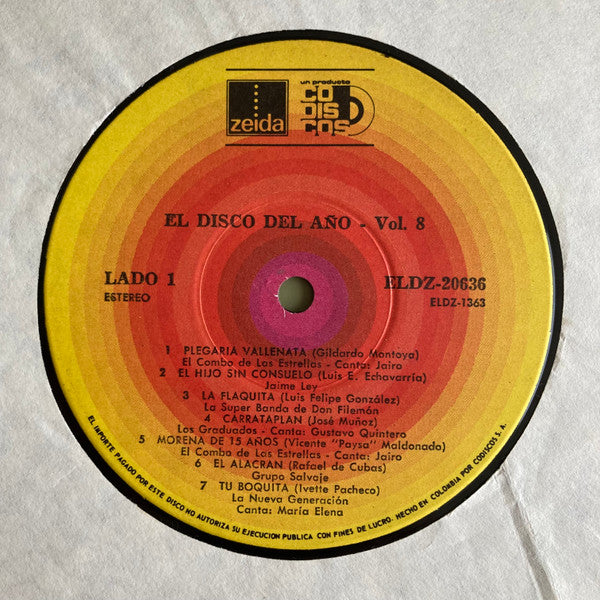 zeida
un producto
CO
DIS
COS
EL DISCO DEL AÑO - Vol. 8
LADO 1
ESTEREO
ELDZ-20636
ELDZ-1363
1 PLEGARIA VALLENATA (Gildardo Montoya)
El Combo de Las Estrellas - Canta: Jairo
2 EL HIJO SIN CONSUELO (Luis E. Echavarría)
Jaime Ley
3 LA FLAQUITA (Luis Felipe González)
La Super Banda de Don Filemón
4 CARRATAPLAN (José Muñoz)
Los Graduados - Canta: Gustavo Quintero
5 MORENA DE 15 AÑOS (Vicente "Paysa" Maldonado)
El Combo de Las Estrellas - Canta: Jairo
6 EL ALACRAN (Rafael de Cubas)
Grupo Salvaje
7 TU BOQUITA (Ivette Pacheco)
La Nueva Generación
Canta: María Elena
EL IMPORTE PAGADO POR ESTE DISCO NO AUTORIZA SU EJECUCION PUBLICA CON FINES DE LUCRO. HECHO EN COLOMBIA POR CODISCOS S. A.